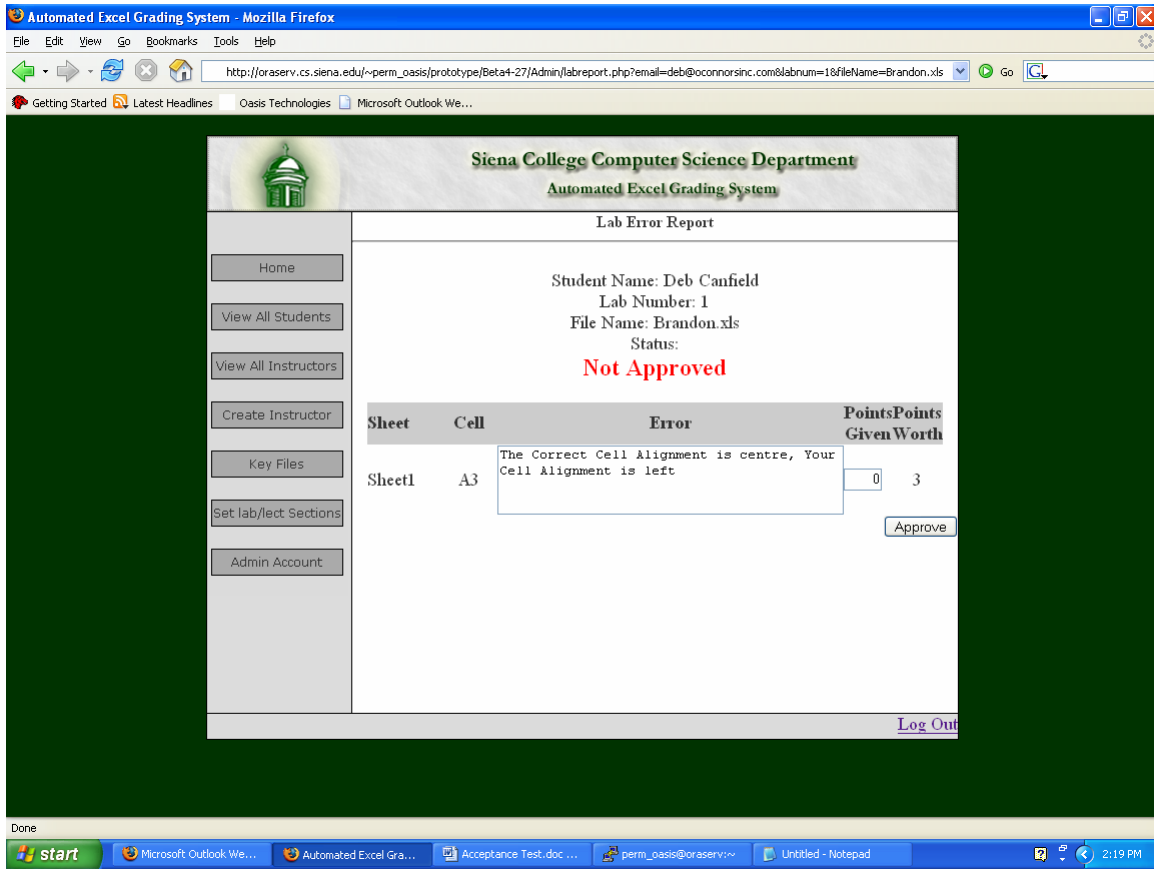 Automated Excel Grading System - Mozilla Firefox
File Edit View Go Bookmarks Tools Help
http://oraserv.cs.siena.edu/~perm_oasis/prototype/Beta4-27/Admin/labreport.php?email=deb@oconnorsinc.com&labnum=1&fileName=Brandon.xls Go G
Getting Started Latest Headlines Oasis Technologies Microsoft Outlook We...
Siena College Computer Science Department
Automated Excel Grading System
Lab Error Report
Home
View All Students
View All Instructors
Create Instructor
Key Files
Set lab/lect Sections
Admin Account
Student Name: Deb Canfield
Lab Number: 1
File Name: Brandon.xls
Status:
Not Approved
Sheet Cell Error Points Given Points Worth
Sheet1 A3 The Correct Cell Alignment is centre, Your
Cell Alignment is left 0 3
Approve
Log Out
Done
start Microsoft Outlook We... Automated Excel Gra... Acceptance Test.doc ... perm_oasis@oraserv:~ Untitled - Notepad 2:19 PM